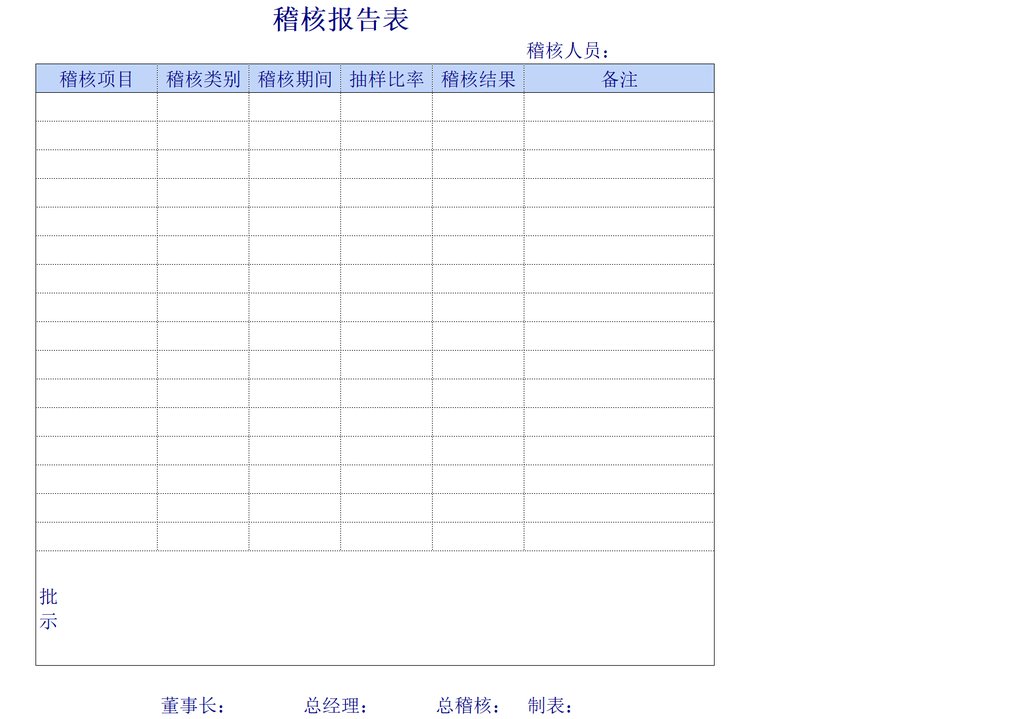 稽核报告表
稽核人员：
稽核项目 稽核类别 稽核期间 抽样比率 稽核结果 备注
批
示
董事长： 总经理： 总稽核： 制表：